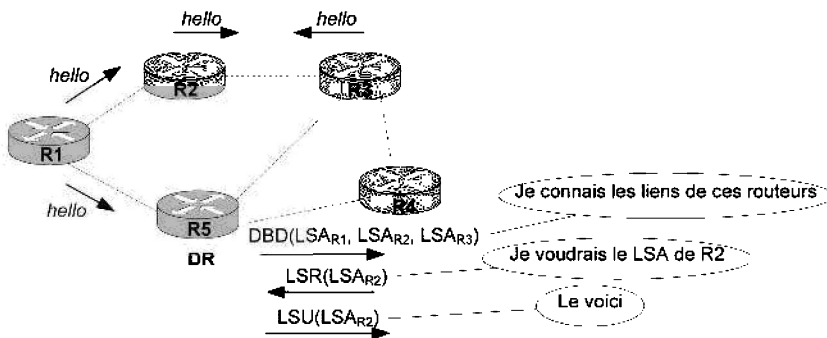 hello
hello
hello
R2
R3
R1
hello
R4
Je connais les liens de ces routeurs
R5
DBD(LSAR1, LSAR2, LSAR3)
DR
Je voudrais le LSA de R2
LSR(LSAR2)
Le voici
LSU(LSAR2)